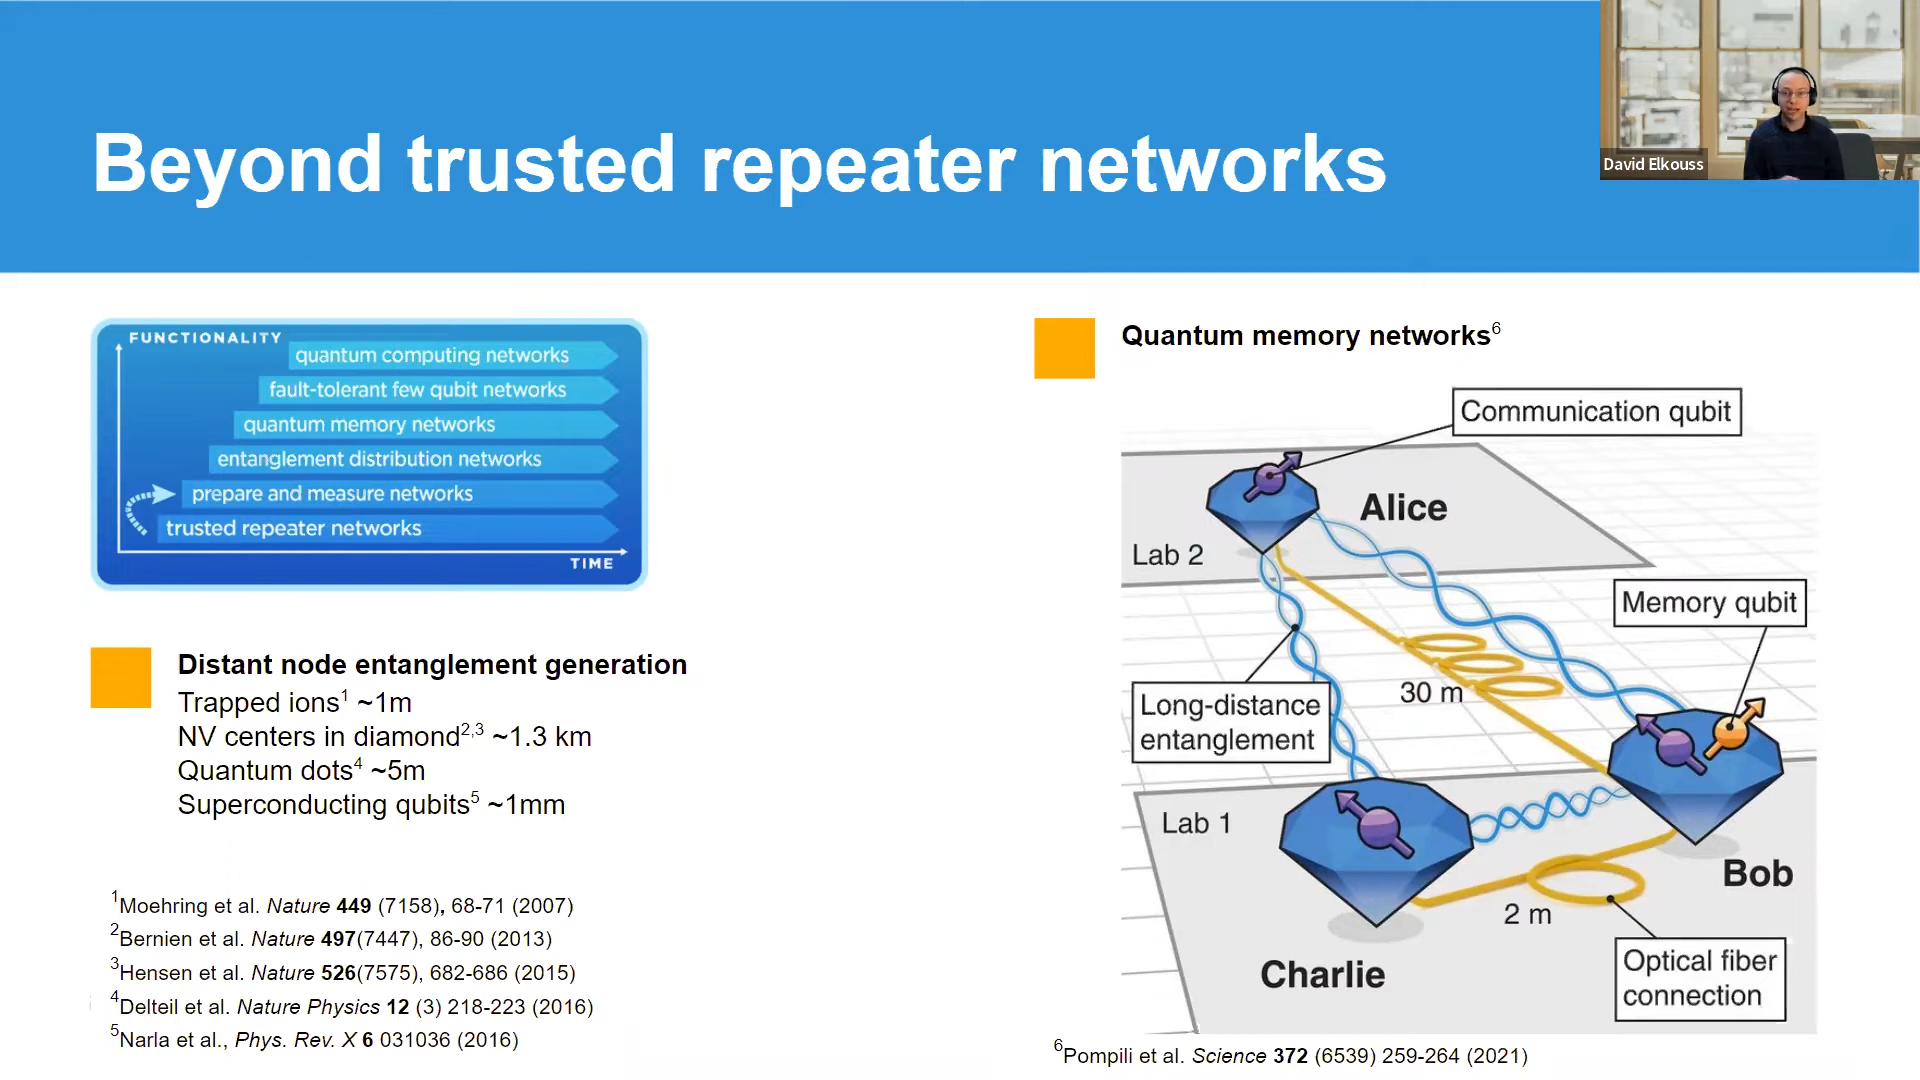 Beyond trusted repeater networks
David Elkouss
FUNCTIONALITY
quantum computing networks
fault-tolerant few qubit networks
quantum memory networks
entanglement distribution networks
prepare and measure networks
trusted repeater networks
TIME
Distant node entanglement generation
Trapped ions1 ~1m
NV centers in diamond2,3 ~1.3 km
Quantum dots4 ~5m
Superconducting qubits5 ~1mm
1Moehring et al. Nature 449 (7158), 68-71 (2007)
2Bernien et al. Nature 497(7447), 86-90 (2013)
3Hensen et al. Nature 526(7575), 682-686 (2015)
4Delteil et al. Nature Physics 12 (3) 218-223 (2016)
5Narla et al., Phys. Rev. X 6 031036 (2016)
Quantum memory networks6
Communication qubit
Alice
Lab 2
Memory qubit
30 m
Long-distance
entanglement
Lab 1
Bob
2 m
Charlie
Optical fiber
connection
6Pompili et al. Science 372 (6539) 259-264 (2021)